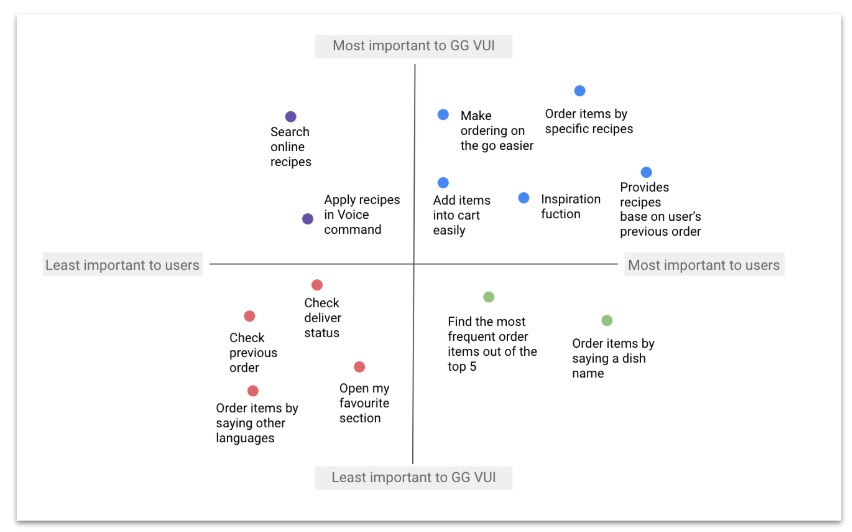 Most important to GG VUI
Search
online
recipes
Make
ordering on
the go easier
Order items by
specific recipes
Apply recipes
in Voice
command
Add items
into cart
easily
Inspiration
fuction
Provides
recipes
base on user's
previous order
Least important to users
Most important to users
Check
deliver
status
Check
previous
order
Find the most
frequent order
items out of the
top 5
Order items by
saying a dish
name
Order items by
saying other
languages
Open my
favourite
section
Least important to GG VUI